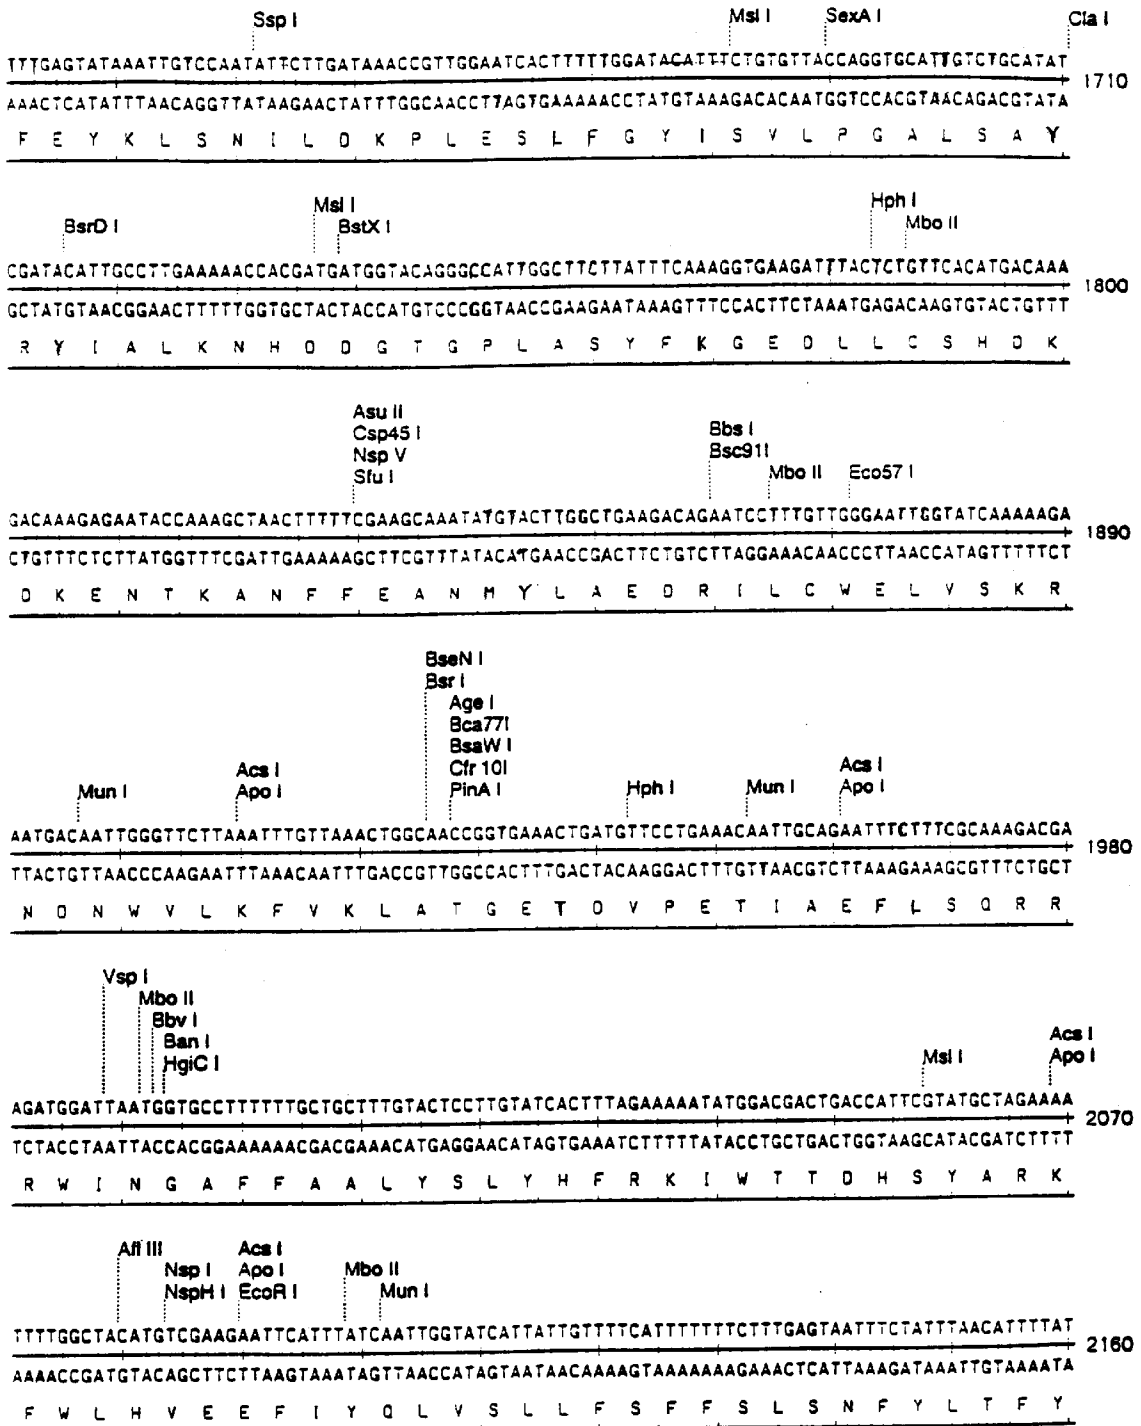 Ssp I Msl I SexA I Cla I
TTTGAGTATAAATTGTCCAATATTCTTGATAAACCGTTGGAATCACTTTTTGGATACATTTCTGTGTTACCAGGTGCATTGTCTGCATAT
1710
AAACTCATATTTAACAGGTTATAAGAACTATTTGGCAACCTTAGTGAAAAACCTATGTAAAGACACAATGGTCCACGTAACAGACGTATA
F E Y K L S N I L D K P L E S L F G Y I S V L P G A L S A Y
Msl I Hph I
BsrD I BstX I Mbo II
CGATACATTGCCTTGAAAAACCACGATGATGGTACAGGGCCATTGGCTTCTTATTTCAAAGGTGAAGATTTACTCTGTTCACATGACAAA
1800
GCTATGTAACGGAACTTTTTGGTGCTACTACCATGTCCCGGTAACCGAAGAATAAAGTTTCCACTTCTAAATGAGACAAGTGTACTGTTT
R Y I A L K N H D D G T G P L A S Y F K G E D L L C S H D K
Asu II
Csp45 I Bbs I
Nsp V Bsc91I
Sfu I Mbo II Eco57 I
GACAAAGAGAATACCAAAGCTAACTTTTTCGAAGCAAATATGTACTTGGCTGAAGACAGAATCCTTTGTTGGGAATTGGTATCAAAAAGA
1890
CTGTTTCTCTTATGGTTTCGATTGAAAAAGCTTCGTTTATACATGAACCGACTTCTGTCTTAGGAAACAACCCTTAACCATAGTTTTTCT
D K E N T K A N F F E A N M Y L A E D R I L C W E L V S K R
BseN I
Bsr I
Age I
Bca77I
BsaW I
Acs I Cfr 10I Acs I
Mun I Apo I PinA I Hph I Mun I Apo I
AATGACAATTGGGTTCTTAAATTTGTTAAACTGGCAACCGGTGAAACTGATGTTCCTGAAACAATTGCAGAATTTCTTTCGCAAAGACGA
1980
TTACTGTTAACCCAAGAATTTAAACAATTTGACCGTTGGCCACTTTGACTACAAGGACTTTGTTAACGTCTTAAAGAAAGCGTTTCTGCT
N D N W V L K F V K L A T G E T D V P E T I A E F L S Q R R
Vsp I
Mbo II
Bbv I
Ban I Acs I
HgiC I Msl I Apo I
AGATGGATTAATGGTGCCTTTTTTGCTGCTTTGTACTCCTTGTATCACTTTAGAAAAATATGGACGACTGACCATTCGTATGCTAGAAAA
2070
TCTACCTAATTACCACGGAAAAAACGACGAAACATGAGGAACATAGTGAAATCTTTTTATACCTGCTGACTGGTAAGCATACGATCTTTT
R W I N G A F F A A L Y S L Y H F R K I W T T D H S Y A R K
Afl III Acs I
Nsp I Apo I Mbo II
NspH I EcoR I Mun I
TTTTGGCTACATGTCGAAGAATTCATTTATCAATTGGTATCATTATTGTTTTCATTTTTTTCTTTGAGTAATTTCTATTTAACATTTTAT
2160
AAAACCGATGTACAGCTTCTTAAGTAAATAGTTAACCATAGTAATAACAAAAGTAAAAAAAGAAACTCATTAAAGATAAATTGTAAAATA
F W L H V E E F I Y Q L V S L L F S F F S L S N F Y L T F Y